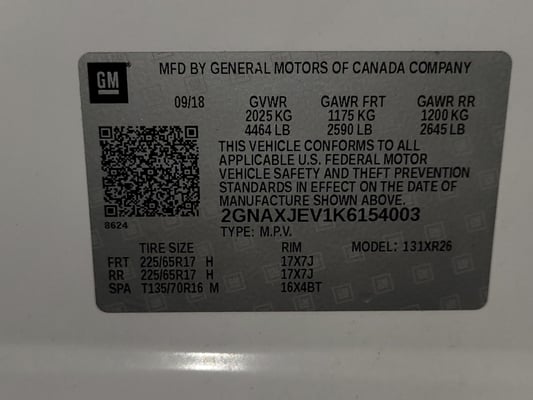 GM
MFD BY GENERAL MOTORS OF CANADA COMPANY
09/18 GVWR GAWR FRT GAWR RR
2025 KG 1175 KG 1200 KG
4464 LB 2590 LB 2645 LB
THIS VEHICLE CONFORMS TO ALL
APPLICABLE U.S. FEDERAL MOTOR
VEHICLE SAFETY AND THEFT PREVENTION
STANDARDS IN EFFECT ON THE DATE OF
MANUFACTURE SHOWN ABOVE.
2GNAXJEV1K6154003
8624 TYPE: M.P.V.
TIRE SIZE RIM MODEL: 131XR26
FRT 225/65R17 H 17X7J
RR 225/65R17 H 17X7J
SPA T135/70R16 M 16X4BT